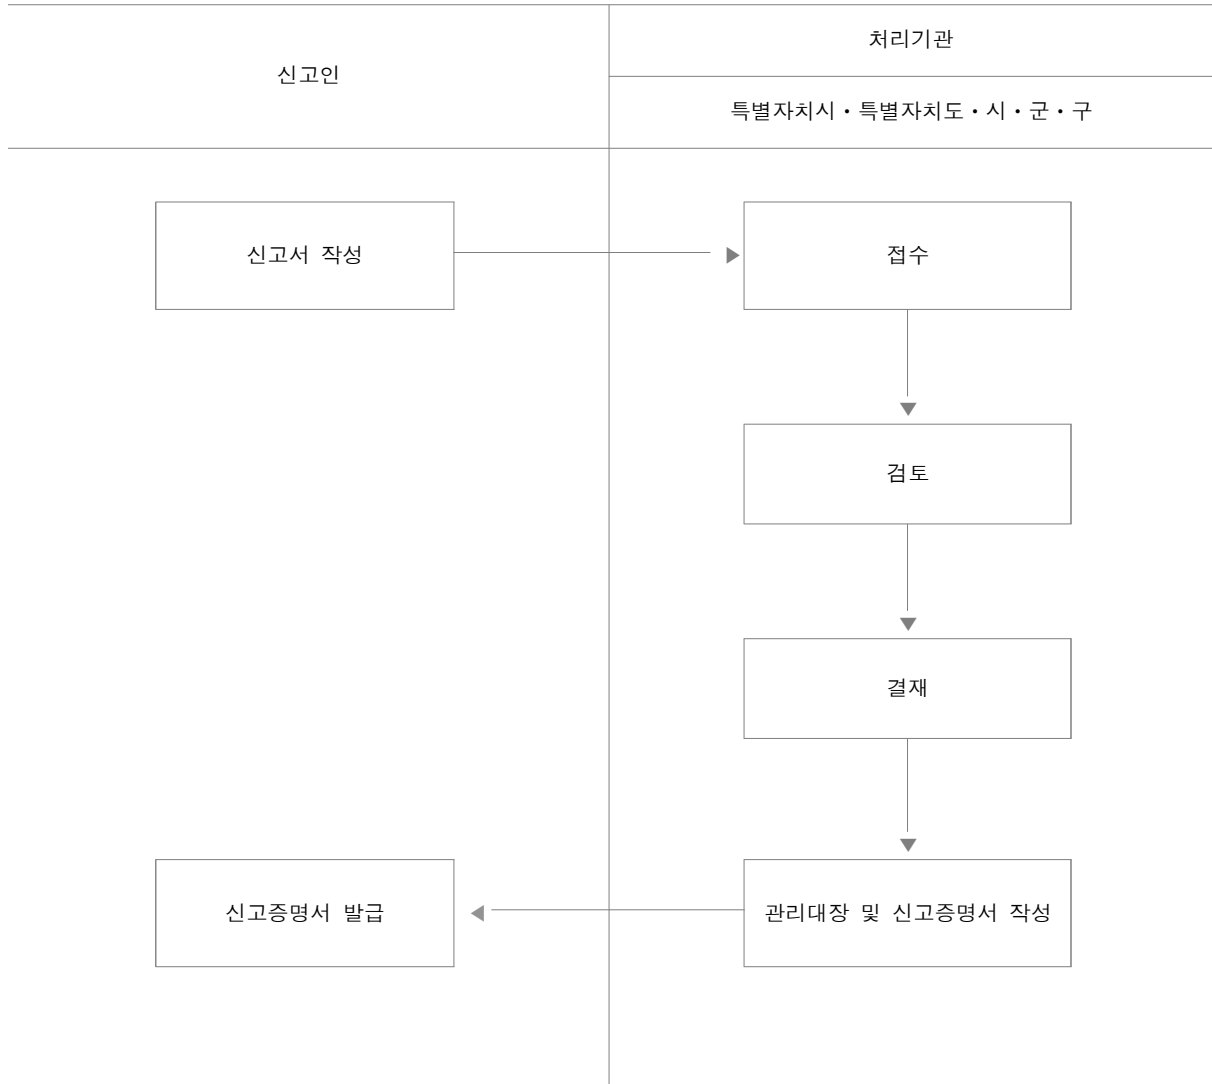 신고인
처리기관
특별자치시・특별자치도・시・군・구
신고서 작성
접수
검토
결재
신고증명서 발급
관리대장 및 신고증명서 작성